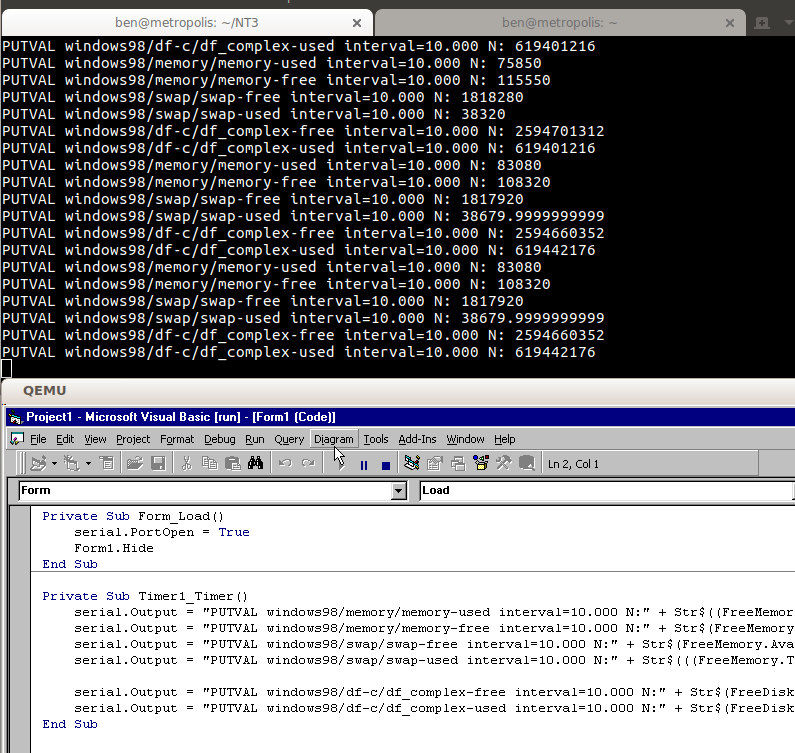 ben@metropolis: ~/NT3
ben@metropolis: ~
PUTVAL windows98/df-c/df_complex-used interval=10.000 N: 619401216
PUTVAL windows98/memory/memory-used interval=10.000 N: 75850
PUTVAL windows98/memory/memory-free interval=10.000 N: 115550
PUTVAL windows98/swap/swap-free interval=10.000 N: 1818280
PUTVAL windows98/swap/swap-used interval=10.000 N: 38320
PUTVAL windows98/df-c/df_complex-free interval=10.000 N: 2594701312
PUTVAL windows98/df-c/df_complex-used interval=10.000 N: 619401216
PUTVAL windows98/memory/memory-used interval=10.000 N: 83080
PUTVAL windows98/memory/memory-free interval=10.000 N: 108320
PUTVAL windows98/swap/swap-free interval=10.000 N: 1817920
PUTVAL windows98/swap/swap-used interval=10.000 N: 38679.9999999999
PUTVAL windows98/df-c/df_complex-free interval=10.000 N: 2594660352
PUTVAL windows98/df-c/df_complex-used interval=10.000 N: 619442176
PUTVAL windows98/memory/memory-used interval=10.000 N: 83080
PUTVAL windows98/memory/memory-free interval=10.000 N: 108320
PUTVAL windows98/swap/swap-free interval=10.000 N: 1817920
PUTVAL windows98/swap/swap-used interval=10.000 N: 38679.9999999999
PUTVAL windows98/df-c/df_complex-free interval=10.000 N: 2594660352
PUTVAL windows98/df-c/df_complex-used interval=10.000 N: 619442176
QEMU
Project1 - Microsoft Visual Basic [run] - [Form1 (Code)]
File Edit View Project Format Debug Run Query Diagram Tools Add-Ins Window Help
Ln 2, Col 1
Form Load
Private Sub Form_Load()
    serial.PortOpen = True
    Form1.Hide
End Sub
Private Sub Timer1_Timer()
    serial.Output = "PUTVAL windows98/memory/memory-used interval=10.000 N:" + Str$((FreeMemor
    serial.Output = "PUTVAL windows98/memory/memory-free interval=10.000 N:" + Str$(FreeMemory
    serial.Output = "PUTVAL windows98/swap/swap-free interval=10.000 N:" + Str$(FreeMemory.Ava
    serial.Output = "PUTVAL windows98/swap/swap-used interval=10.000 N:" + Str$(((FreeMemory.T
    serial.Output = "PUTVAL windows98/df-c/df_complex-free interval=10.000 N:" + Str$(FreeDisk
    serial.Output = "PUTVAL windows98/df-c/df_complex-used interval=10.000 N:" + Str$(FreeDisk
End Sub